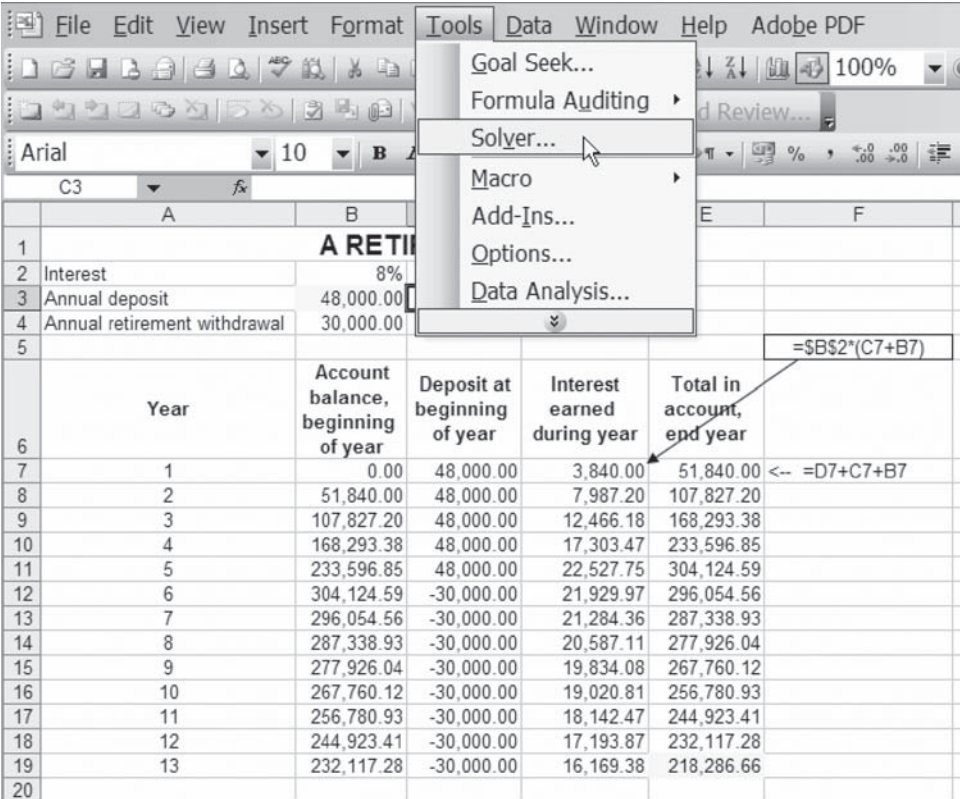 File Edit View Insert Format Tools Data Window Help Adobe PDF
Goal Seek...
Formula Auditing
Solver...
Macro
Add-Ins...
Options...
Data Analysis...
100%
d Review...
Arial 10 B
% , .00
C3 fx
A B E F
1 A RETI
2 Interest 8%
3 Annual deposit 48,000.00
4 Annual retirement withdrawal 30,000.00
5 =$B$2*(C7+B7)
6 Year Account balance, beginning of year Deposit at beginning of year Interest earned during year Total in account, end year
7 1 0.00 48,000.00 3,840.00 51,840.00 <-- =D7+C7+B7
8 2 51,840.00 48,000.00 7,987.20 107,827.20
9 3 107,827.20 48,000.00 12,466.18 168,293.38
10 4 168,293.38 48,000.00 17,303.47 233,596.85
11 5 233,596.85 48,000.00 22,527.75 304,124.59
12 6 304,124.59 -30,000.00 21,929.97 296,054.56
13 7 296,054.56 -30,000.00 21,284.36 287,338.93
14 8 287,338.93 -30,000.00 20,587.11 277,926.04
15 9 277,926.04 -30,000.00 19,834.08 267,760.12
16 10 267,760.12 -30,000.00 19,020.81 256,780.93
17 11 256,780.93 -30,000.00 18,142.47 244,923.41
18 12 244,923.41 -30,000.00 17,193.87 232,117.28
19 13 232,117.28 -30,000.00 16,169.38 218,286.66
20